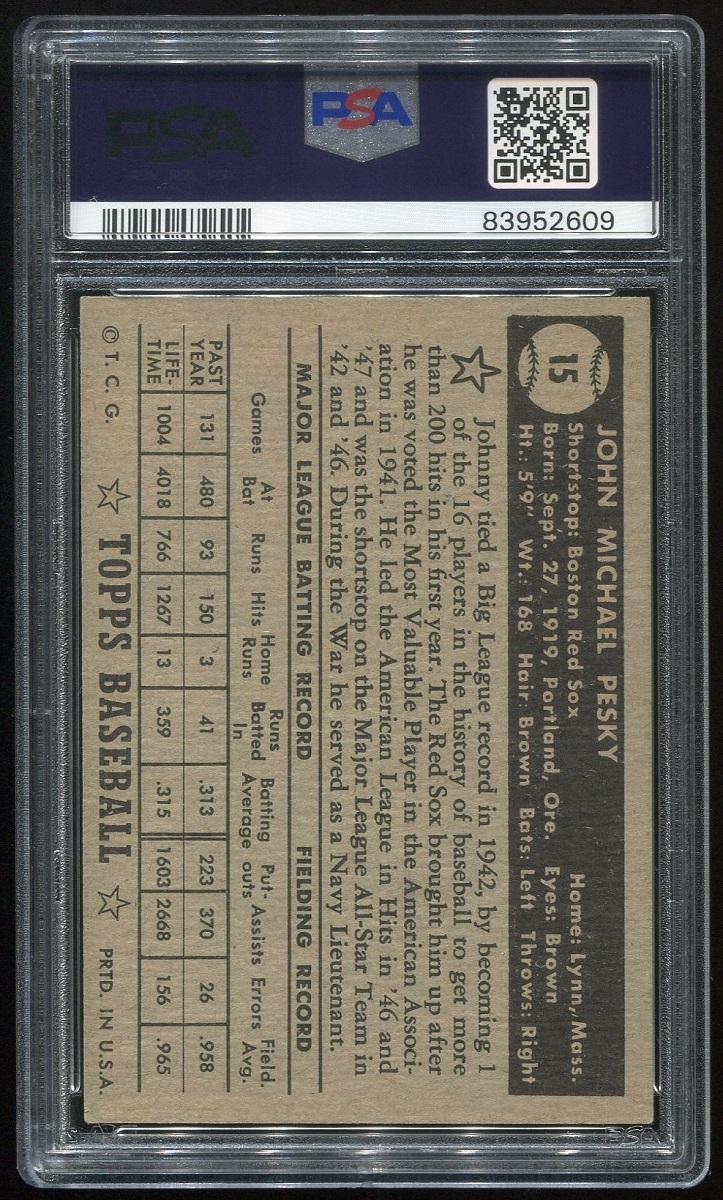 PSA
PSA
83952609
15
JOHN MICHAEL PESKY
Shortstop: Boston Red Sox Home: Lynn, Mass.
Born: Sept. 27, 1919, Portland, Ore. Eyes: Brown
Ht.: 5'9" Wt.: 168 Hair: Brown Bats: Left Throws: Right
Johnny tied a Big League record in 1942, by becoming 1
of the 16 players in the history of baseball to get more
than 200 hits in his first year. The Red Sox brought him up after
he was voted the Most Valuable Player in the American Associ-
ation in 1941. He led the American League in Hits in '46 and
'47 and was the shortstop on the Major League All-Star Team in
'42 and '46. During the War he served as a Navy Lieutenant.
MAJOR LEAGUE BATTING RECORD FIELDING RECORD
Games At Bat Runs Hits Home Runs Runs Batted In Batting Average Put-outs Assists Errors Field. Avg.
PAST YEAR 131 480 93 150 3 41 .313 223 370 26 .958
LIFE-TIME 1004 4018 766 1267 13 359 .315 1603 2668 156 .965
© T. C. G. TOPPS BASEBALL PRTD. IN U.S.A.